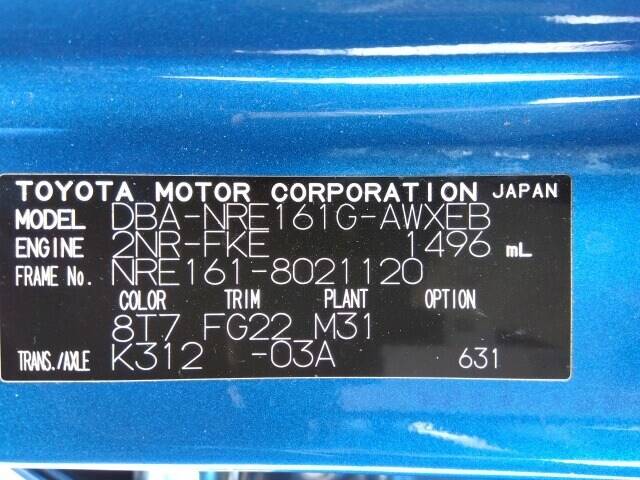 TOYOTA MOTOR CORPORATION JAPAN
MODEL DBA-NRE161G-AWXEB
ENGINE 2NR-FKE 1496 mL
FRAME No. NRE161-8021120
COLOR TRIM PLANT OPTION
8T7 FG22 M31
TRANS./AXLE K312 -03A 631